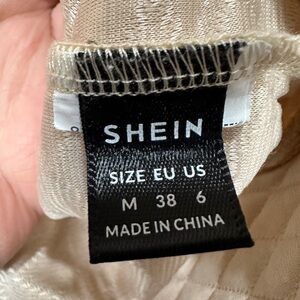 SHEIN
SIZE EU US
M 38 6
MADE IN CHINA